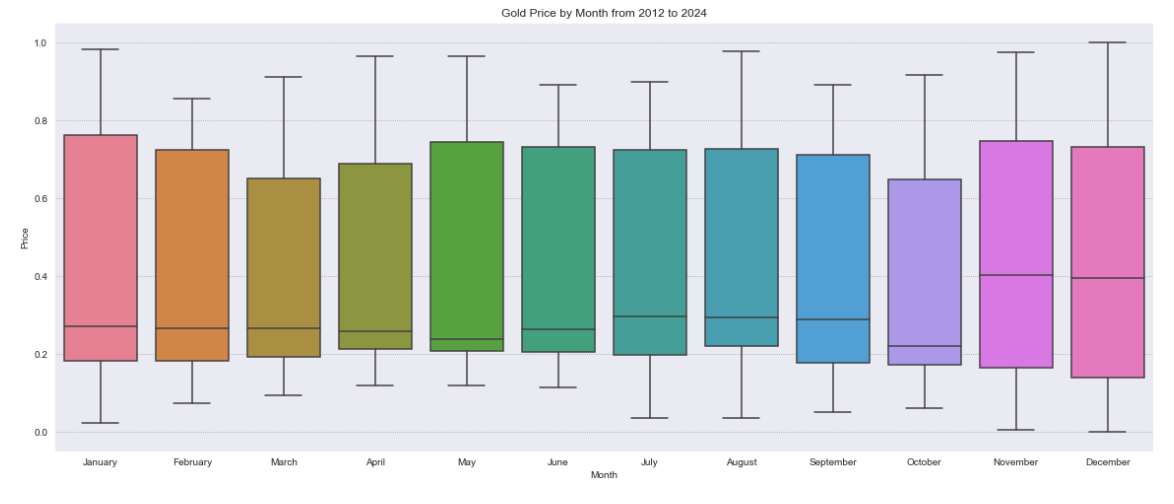 Gold Price by Month from 2012 to 2024
1.0
0.8
0.6
0.4
0.2
0.0
Price
January February March April May June July August September October November December
Month